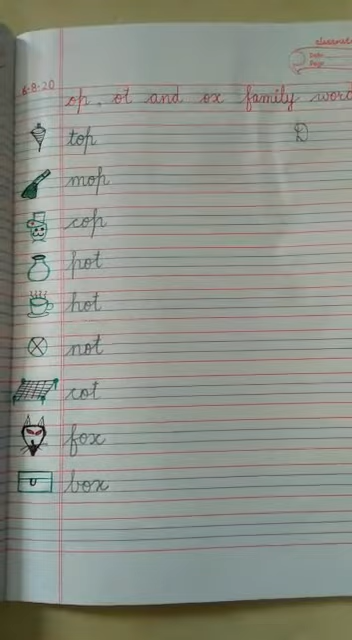 6-8-20
op, ot and ox family word
D
top
mop
cop
pot
hot
not
cot
fox
box